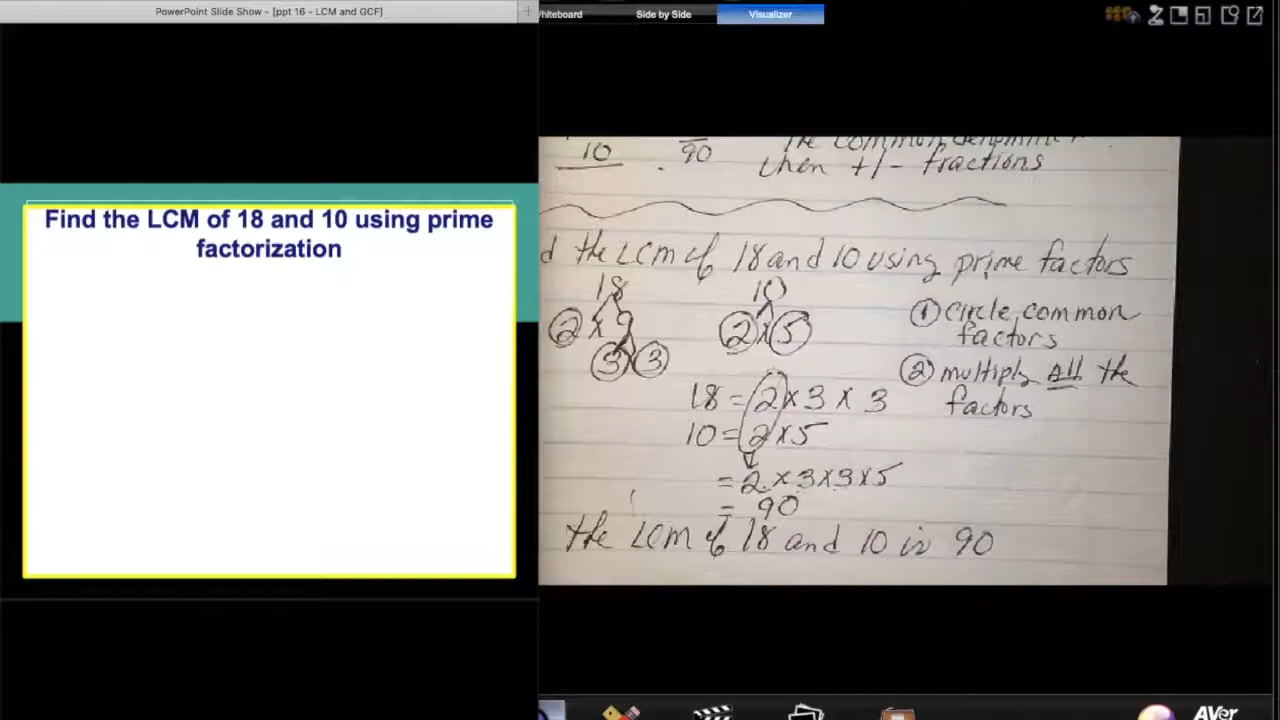 PowerPoint Slide Show - [ppt 16 - LCM and GCF]
Whiteboard
Side by Side
Visualizer
Find the LCM of 18 and 10 using prime
factorization
10
90
the common
then +/- fractions
d the LCM of 18 and 10 using prime factors
18
10
2 x 9
2 x 5
3 3
① circle common
factors
② multiply All the
factors
18 = 2 x 3 x 3
10 = 2 x 5
= 2 x 3 x 3 x 5
= 90
the LCM of 18 and 10 is 90
AVer